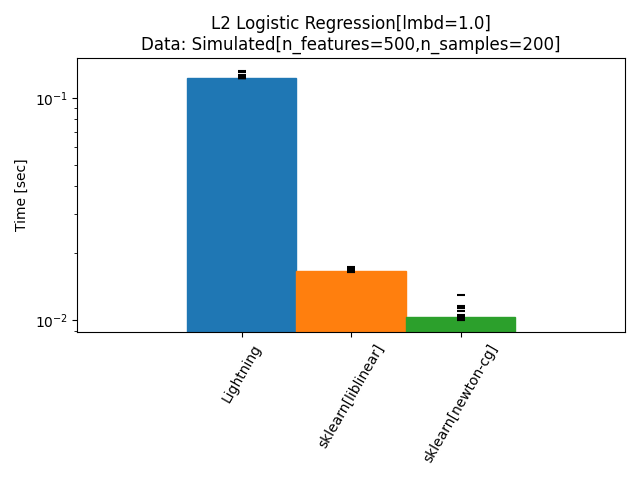 L2 Logistic Regression[lmbd=1.0]
Data: Simulated[n_features=500,n_samples=200]
Time [sec]
10⁻¹
10⁻²
Lightning
sklearn[liblinear]
sklearn[newton-cg]